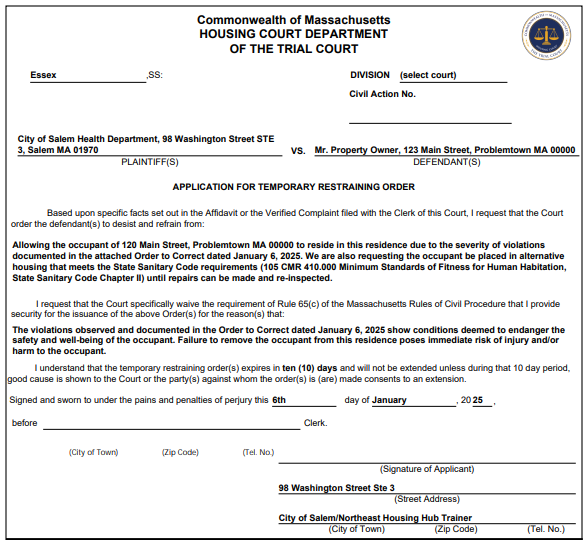 Commonwealth of Massachusetts
HOUSING COURT DEPARTMENT
OF THE TRIAL COURT
Essex ,SS: DIVISION (select court)
Civil Action No.
City of Salem Health Department, 98 Washington Street STE
3, Salem MA 01970 VS. Mr. Property Owner, 123 Main Street, Problemtown MA 00000
PLAINTIFF(S) DEFENDANT(S)
APPLICATION FOR TEMPORARY RESTRAINING ORDER
Based upon specific facts set out in the Affidavit or the Verified Complaint filed with the Clerk of this Court, I request that the Court
order the defendant(s) to desist and refrain from:
Allowing the occupant of 120 Main Street, Problemtown MA 00000 to reside in this residence due to the severity of violations
documented in the attached Order to Correct dated January 6, 2025. We are also requesting the occupant be placed in alternative
housing that meets the State Sanitary Code requirements (105 CMR 410.000 Minimum Standards of Fitness for Human Habitation,
State Sanitary Code Chapter II) until repairs can be made and re-inspected.
I request that the Court specifically waive the requirement of Rule 65(c) of the Massachusetts Rules of Civil Procedure that I provide
security for the issuance of the above Order(s) for the reason(s) that:
The violations observed and documented in the Order to Correct dated January 6, 2025 show conditions deemed to endanger the
safety and well-being of the occupant. Failure to remove the occupant from this residence poses immediate risk of injury and/or
harm to the occupant.
I understand that the temporary restraining order(s) expires in ten (10) days and will not be extended unless during that 10 day period,
good cause is shown to the Court or the party(s) against whom the order(s) is (are) made consents to an extension.
Signed and sworn to under the pains and penalties of perjury this 6th day of January , 20 25 ,
before Clerk.
(City of Town) (Zip Code) (Tel. No.)
(Signature of Applicant)
98 Washington Street Ste 3
(Street Address)
City of Salem/Northeast Housing Hub Trainer
(City of Town) (Zip Code) (Tel. No.)